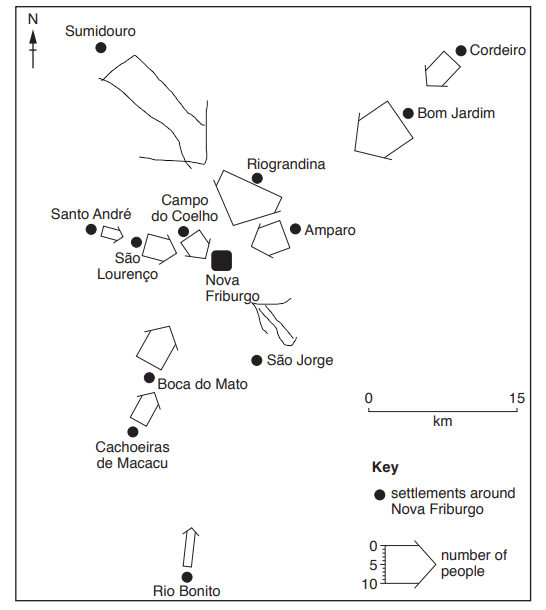 N
Sumidouro
Cordeiro
Bom Jardim
Riograndina
Campo
do Coelho
Santo André
Amparo
São
Lourenço
Nova
Friburgo
São Jorge
Boca do Mato
0 15
km
Cachoeiras
de Macacu
Key
settlements around
Nova Friburgo
0
5
10
number of
people
Rio Bonito